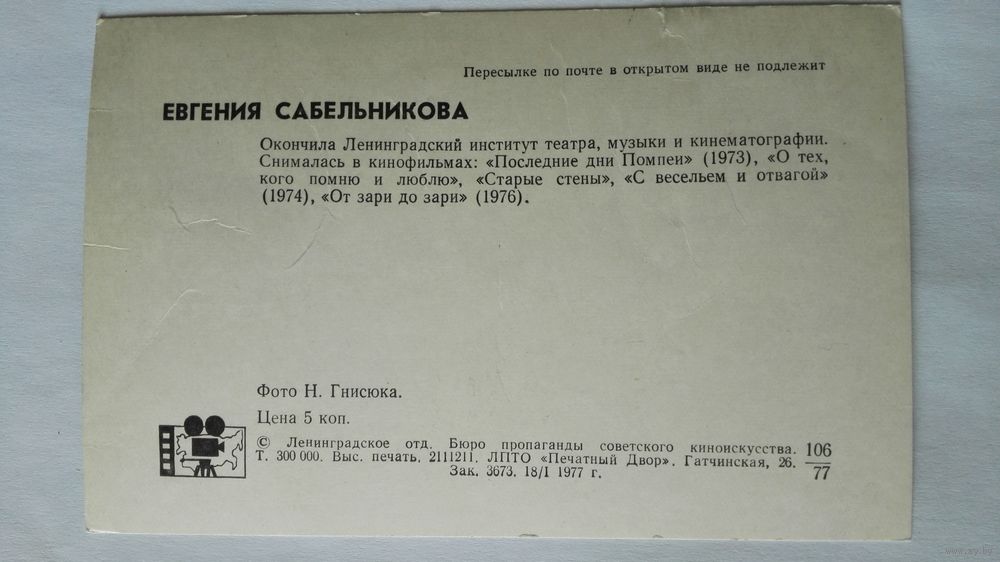 Пересылке по почте в открытом виде не подлежит
ЕВГЕНИЯ САБЕЛЬНИКОВА
Окончила Ленинградский институт театра, музыки и кинематографии.
Снималась в кинофильмах: «Последние дни Помпеи» (1973), «О тех,
кого помню и люблю», «Старые стены», «С весельем и отвагой»
(1974), «От зари до зари» (1976).
Фото Н. Гнисюка.
Цена 5 коп.
© Ленинградское отд. Бюро пропаганды советского киноискусства.
Т. 300 000. Выс. печать. 2111211. ЛПТО «Печатный Двор». Гатчинская, 26.
Зак. 3673. 18/I 1977 г.
106
77
www.ay.by